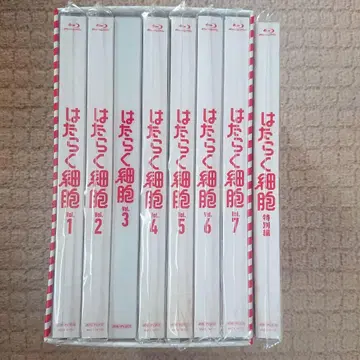 はたらく細胞 Vol. 1
はたらく細胞 Vol. 2
はたらく細胞 Vol. 3
はたらく細胞 Vol. 4
はたらく細胞 Vol. 5
はたらく細胞 Vol. 6
はたらく細胞 Vol. 7
はたらく細胞 特別編